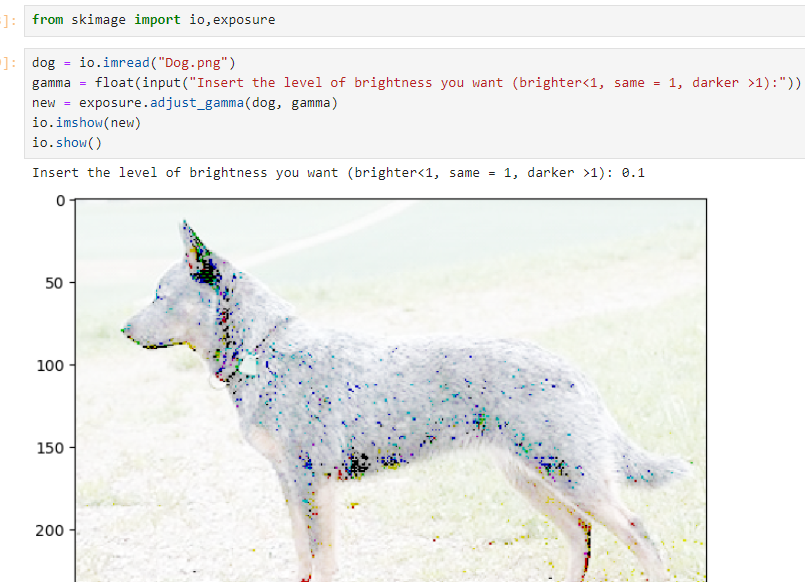 ]:
from skimage import io,exposure
]:
dog = io.imread("Dog.png")
gamma = float(input("Insert the level of brightness you want (brighter<1, same = 1, darker >1):"))
new = exposure.adjust_gamma(dog, gamma)
io.imshow(new)
io.show()
Insert the level of brightness you want (brighter<1, same = 1, darker >1): 0.1
0
50
100
150
200